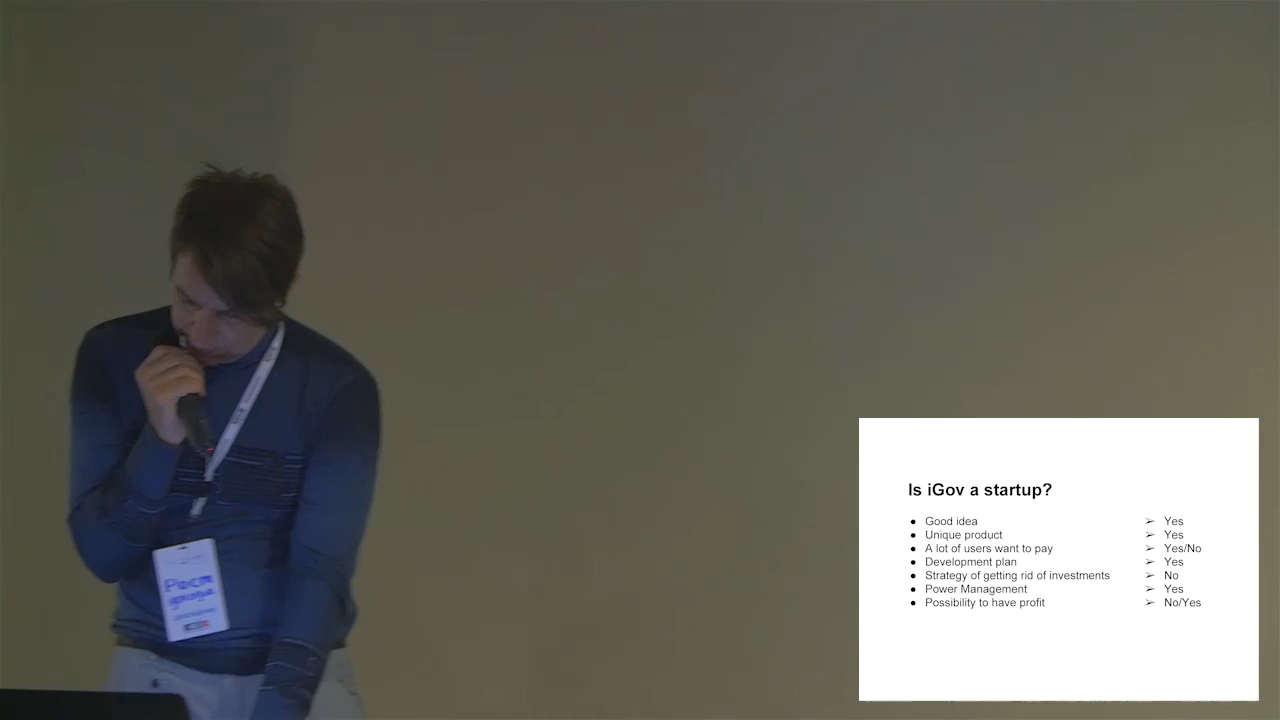 Is iGov a startup?
● Good idea ➢ Yes
● Unique product ➢ Yes
● A lot of users want to pay ➢ Yes/No
● Development plan ➢ Yes
● Strategy of getting rid of investments ➢ No
● Power Management ➢ Yes
● Possibility to have profit ➢ No/Yes